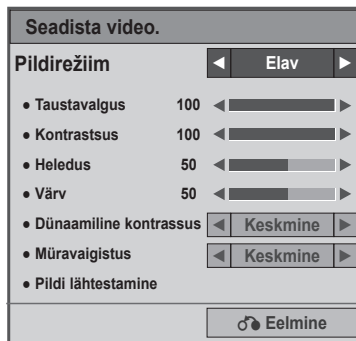 Seadista video.
Pildirežiim ◄ Elav ►
● Taustavalgus 100
● Kontrastsus 100
● Heledus 50
● Värv 50
● Dünaamiline kontrassus ◄ Keskmine ►
● Müravaigistus ◄ Keskmine ►
● Pildi lähtestamine
Eelmine